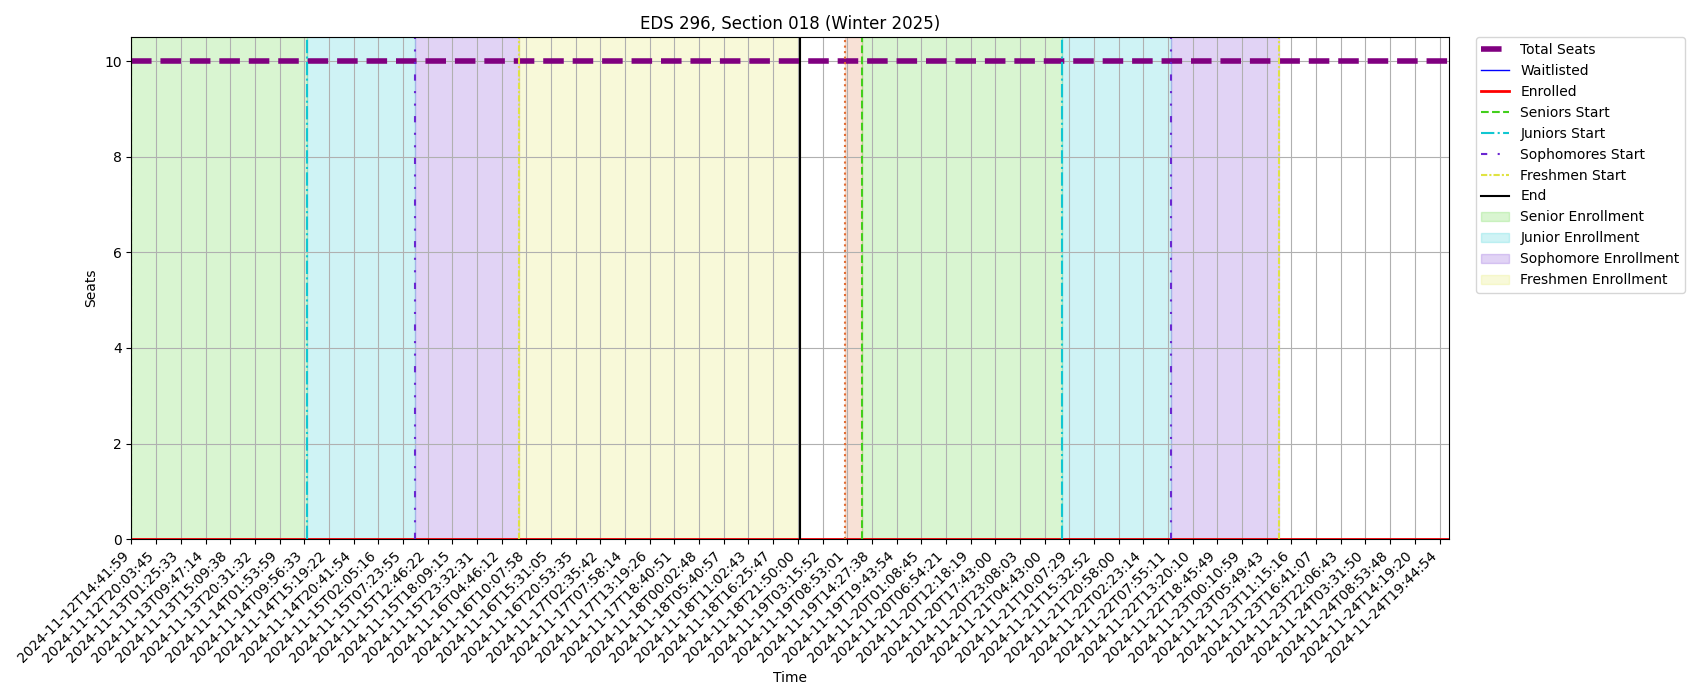 EDS 296, Section 018 (Winter 2025)
Total Seats
Waitlisted
Enrolled
Seniors Start
Juniors Start
Sophomores Start
Freshmen Start
End
Senior Enrollment
Junior Enrollment
Sophomore Enrollment
Freshmen Enrollment
Seats
10
8
6
4
2
0
2024-11-12T14:41:59
2024-11-12T20:03:45
2024-11-13T01:25:33
2024-11-13T09:47:14
2024-11-13T15:09:38
2024-11-13T20:31:32
2024-11-14T01:53:59
2024-11-14T09:56:33
2024-11-14T15:19:22
2024-11-14T20:41:54
2024-11-15T02:05:16
2024-11-15T07:23:55
2024-11-15T12:46:22
2024-11-15T18:09:15
2024-11-15T23:32:31
2024-11-16T04:46:12
2024-11-16T10:07:58
2024-11-16T15:31:05
2024-11-16T20:53:35
2024-11-17T02:35:42
2024-11-17T07:58:14
2024-11-17T13:19:26
2024-11-17T18:40:51
2024-11-18T00:02:48
2024-11-18T05:40:57
2024-11-18T11:02:43
2024-11-18T16:25:47
2024-11-18T21:50:00
2024-11-19T03:15:52
2024-11-19T08:53:01
2024-11-19T14:27:38
2024-11-19T19:43:54
2024-11-20T01:08:45
2024-11-20T06:54:21
2024-11-20T12:18:19
2024-11-20T17:43:00
2024-11-20T23:08:03
2024-11-21T04:43:00
2024-11-21T10:07:29
2024-11-21T15:32:52
2024-11-21T20:58:00
2024-11-22T02:23:14
2024-11-22T07:55:11
2024-11-22T13:20:10
2024-11-22T18:45:49
2024-11-23T00:10:59
2024-11-23T05:49:43
2024-11-23T11:15:16
2024-11-23T16:41:07
2024-11-23T22:06:43
2024-11-24T03:31:50
2024-11-24T08:53:48
2024-11-24T14:19:20
2024-11-24T19:44:54
Time